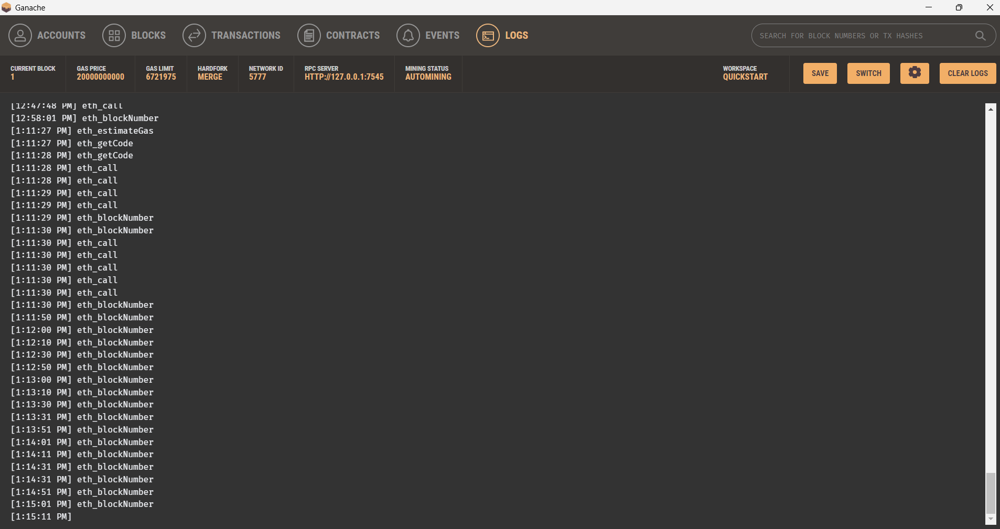 Ganache
ACCOUNTS BLOCKS TRANSACTIONS CONTRACTS EVENTS LOGS SEARCH FOR BLOCK NUMBERS OR TX HASHES
CURRENT BLOCK GAS PRICE GAS LIMIT HARDFORK NETWORK ID RPC SERVER MINING STATUS WORKSPACE
1 20000000000 6721975 MERGE 5777 HTTP://127.0.0.1:7545 AUTOMINING QUICKSTART SAVE SWITCH CLEAR LOGS
[12:47:48 PM] eth_call
[12:58:01 PM] eth_blockNumber
[1:11:27 PM] eth_estimateGas
[1:11:27 PM] eth_getCode
[1:11:28 PM] eth_getCode
[1:11:28 PM] eth_call
[1:11:28 PM] eth_call
[1:11:29 PM] eth_call
[1:11:29 PM] eth_call
[1:11:29 PM] eth_blockNumber
[1:11:30 PM] eth_blockNumber
[1:11:30 PM] eth_call
[1:11:30 PM] eth_call
[1:11:30 PM] eth_call
[1:11:30 PM] eth_call
[1:11:30 PM] eth_call
[1:11:30 PM] eth_blockNumber
[1:11:50 PM] eth_blockNumber
[1:12:00 PM] eth_blockNumber
[1:12:10 PM] eth_blockNumber
[1:12:30 PM] eth_blockNumber
[1:12:50 PM] eth_blockNumber
[1:13:00 PM] eth_blockNumber
[1:13:10 PM] eth_blockNumber
[1:13:30 PM] eth_blockNumber
[1:13:31 PM] eth_blockNumber
[1:13:51 PM] eth_blockNumber
[1:14:01 PM] eth_blockNumber
[1:14:11 PM] eth_blockNumber
[1:14:31 PM] eth_blockNumber
[1:14:31 PM] eth_blockNumber
[1:14:51 PM] eth_blockNumber
[1:15:01 PM] eth_blockNumber
[1:15:11 PM]